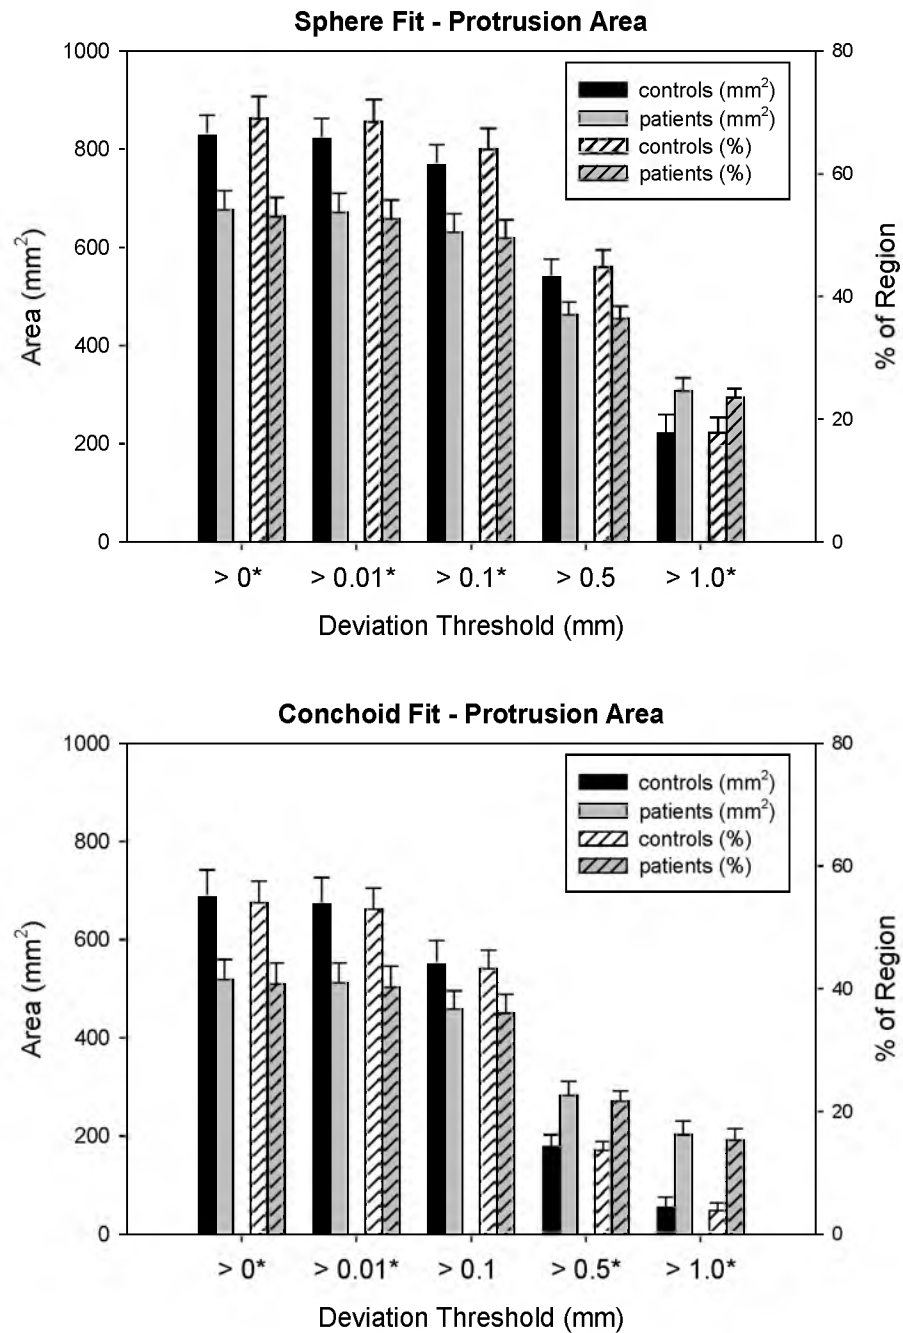 Sphere Fit - Protrusion Area
1000
800
600
400
200
0
Area (mm²)
80
60
40
20
0
% of Region
controls (mm²)
patients (mm²)
controls (%)
patients (%)
> 0* > 0.01* > 0.1* > 0.5 > 1.0*
Deviation Threshold (mm)
Conchoid Fit - Protrusion Area
1000
800
600
400
200
0
Area (mm²)
80
60
40
20
0
% of Region
controls (mm²)
patients (mm²)
controls (%)
patients (%)
> 0* > 0.01* > 0.1 > 0.5* > 1.0*
Deviation Threshold (mm)